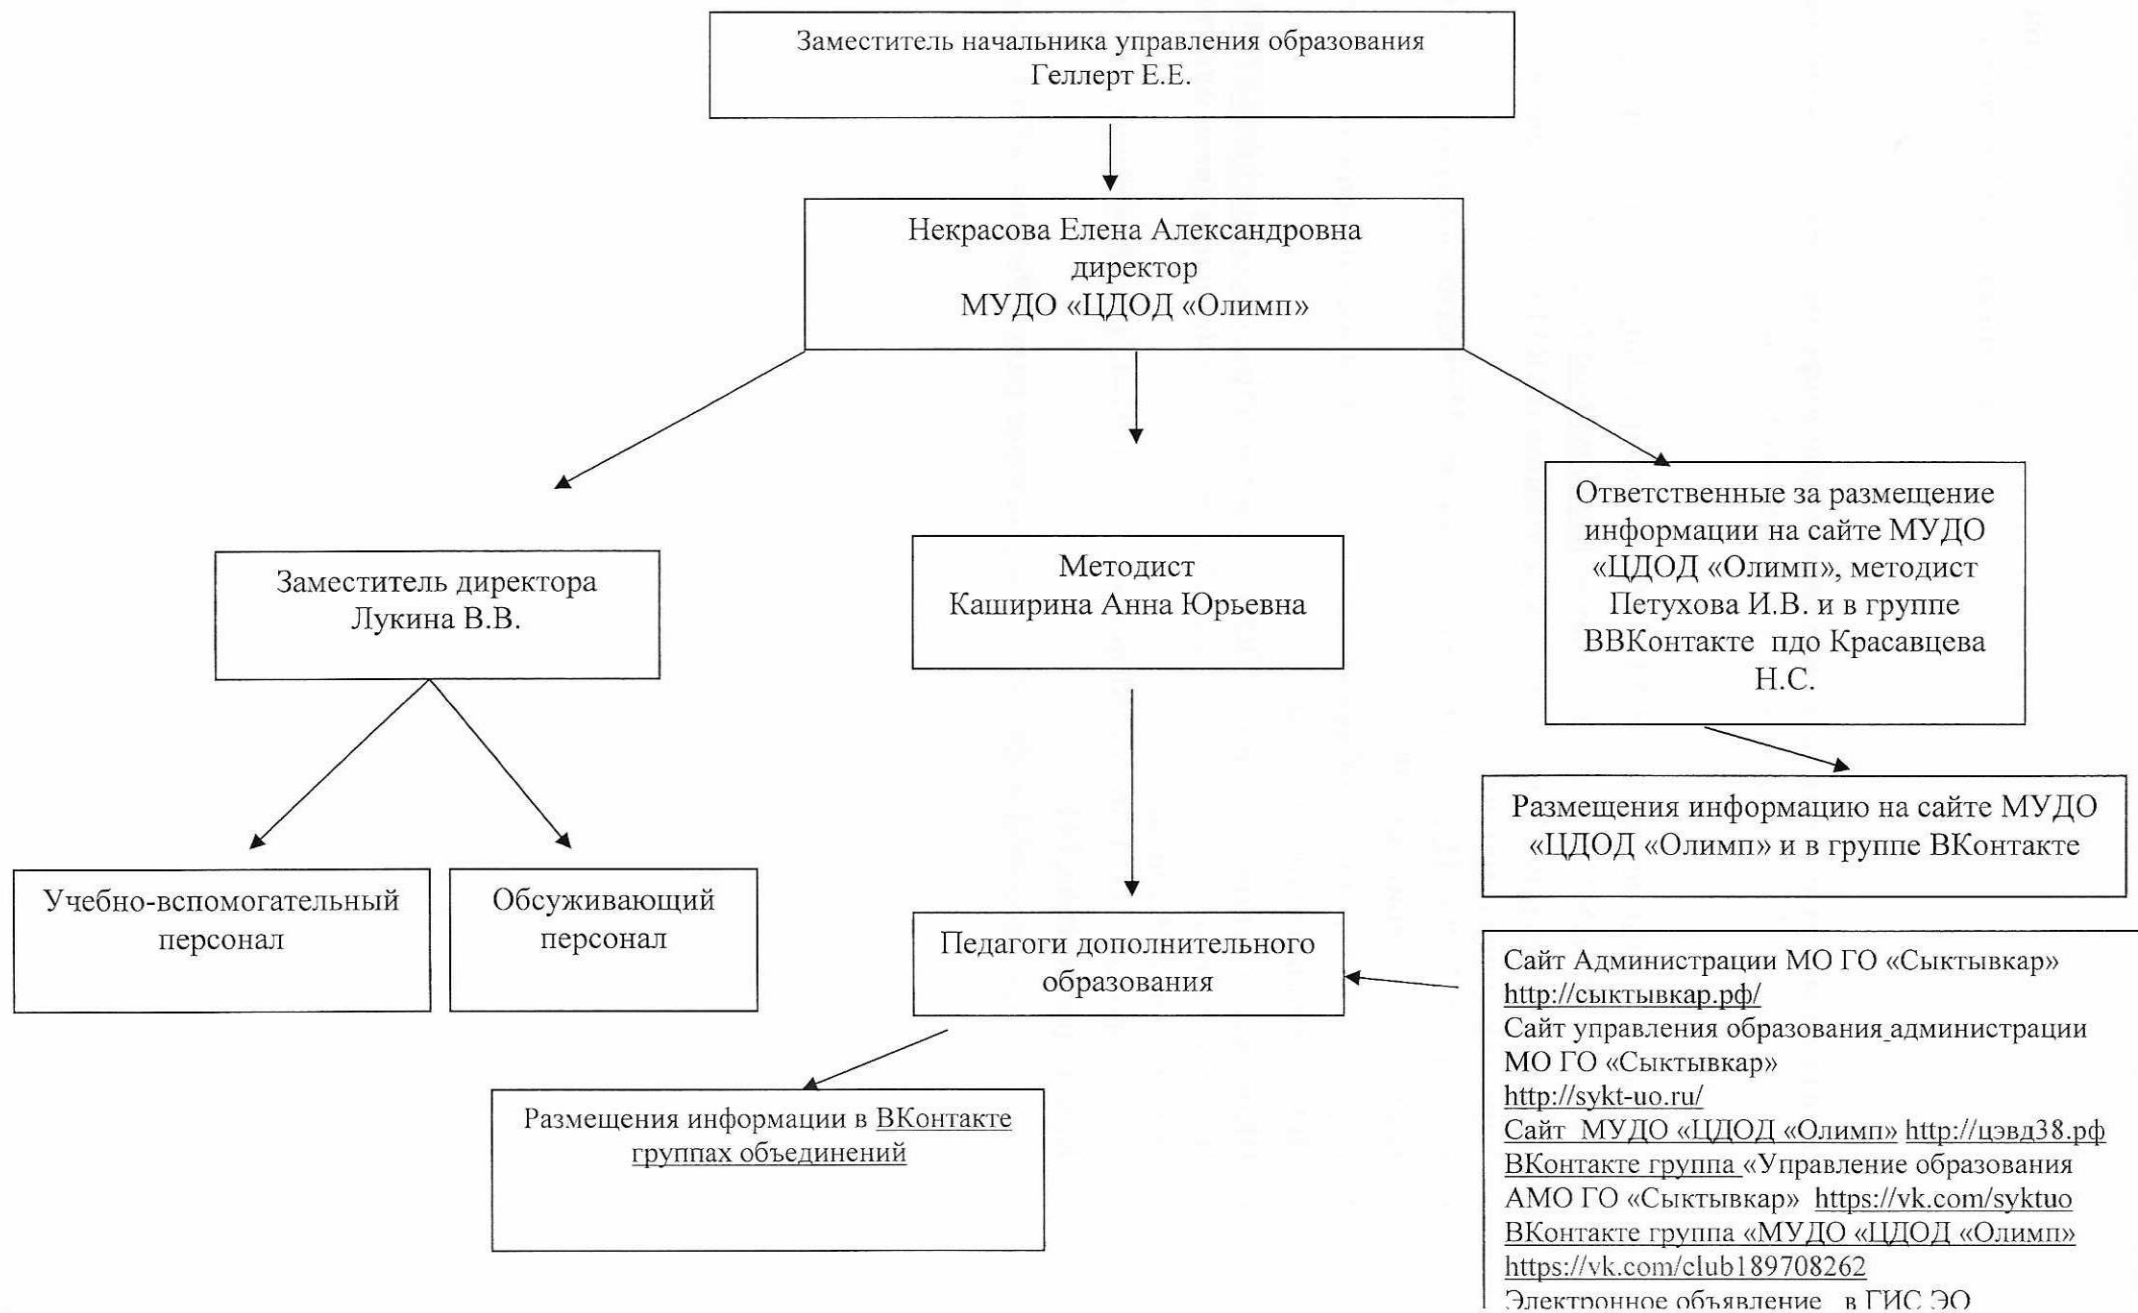 Заместитель начальника управления образования
Геллерт Е.Е.
Некрасова Елена Александровна
директор
МУДО «ЦДОД «Олимп»
Заместитель директора
Лукина В.В.
Методист
Каширина Анна Юрьевна
Ответственные за размещение
информации на сайте МУДО
«ЦДОД «Олимп», методист
Петухова И.В. и в группе
ВВКонтакте пдо Красавцева
Н.С.
Размещения информацию на сайте МУДО
«ЦДОД «Олимп» и в группе ВКонтакте
Учебно-вспомогательный
персонал
Обсуживающий
персонал
Педагоги дополнительного
образования
Размещения информации в ВКонтакте
группах объединений
Сайт Администрации МО ГО «Сыктывкар»
http://сыктывкар.рф/
Сайт управления образования администрации
МО ГО «Сыктывкар»
http://sykt-uo.ru/
Сайт МУДО «ЦДОД «Олимп» http://цэвд38.рф
ВКонтакте группа «Управление образования
АМО ГО «Сыктывкар» https://vk.com/syktuo
ВКонтакте группа «МУДО «ЦДОД «Олимп»
https://vk.com/club189708262
Электронное объявление в ГИС ЭО